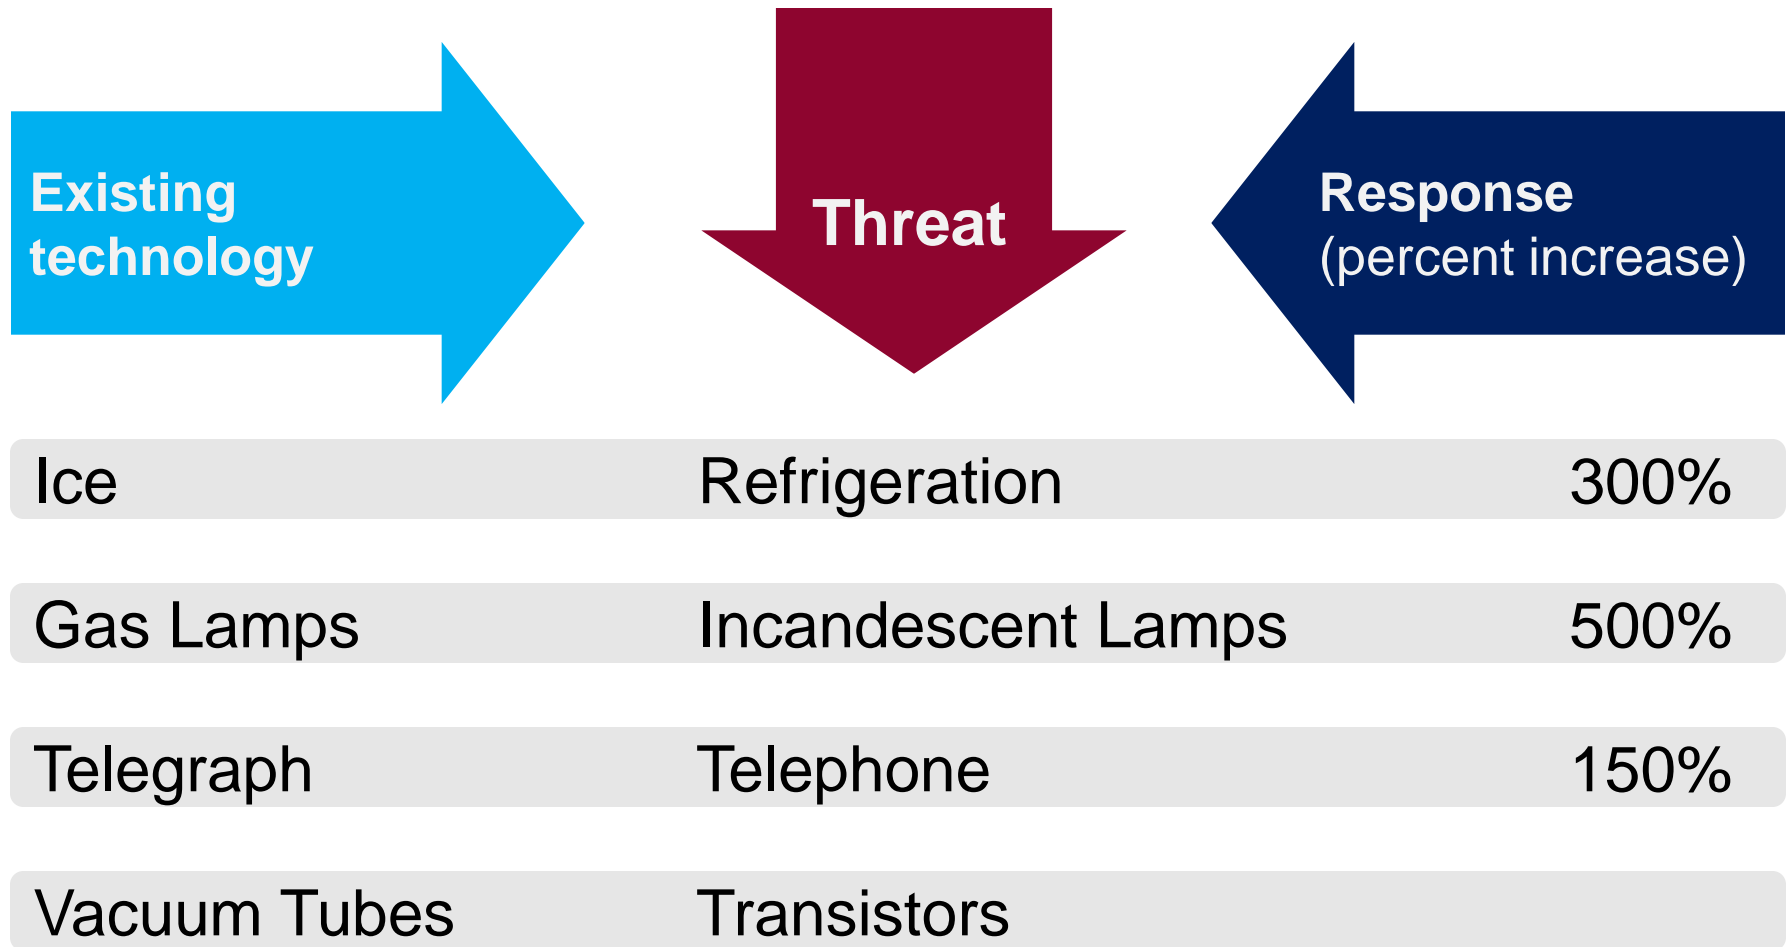 Existing
technology
Threat
Response
(percent increase)
Ice Refrigeration 300%
Gas Lamps Incandescent Lamps 500%
Telegraph Telephone 150%
Vacuum Tubes Transistors